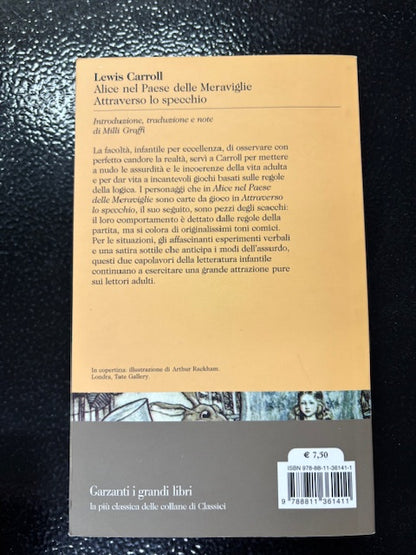 Lewis Carroll
Alice nel Paese delle Meraviglie
Attraverso lo specchio
Introduzione, traduzione e note
di Milli Graffi
La facoltà, infantile per eccellenza, di osservare con
perfetto candore la realtà, servì a Carroll per mettere
a nudo le assurdità e le incoerenze della vita adulta
e per dar vita a incantevoli giochi basati sulle regole
della logica. I personaggi che in Alice nel Paese
delle Meraviglie sono carte da gioco in Attraverso
lo specchio, il suo seguito, sono pezzi degli scacchi:
il loro comportamento è dettato dalle regole della
partita, ma si colora di originalissimi toni comici.
Per le situazioni, gli affascinanti esperimenti verbali
e una satira sottile che anticipa i modi dell'assurdo,
questi due capolavori della letteratura infantile
continuano a esercitare una grande attrazione pure
sui lettori adulti.
In copertina: illustrazione di Arthur Rackham.
Londra, Tate Gallery.
€ 7,50
ISBN 978-88-11-36141-1
9 788811 361411
Garzanti i grandi libri
la più classica delle collane di Classici